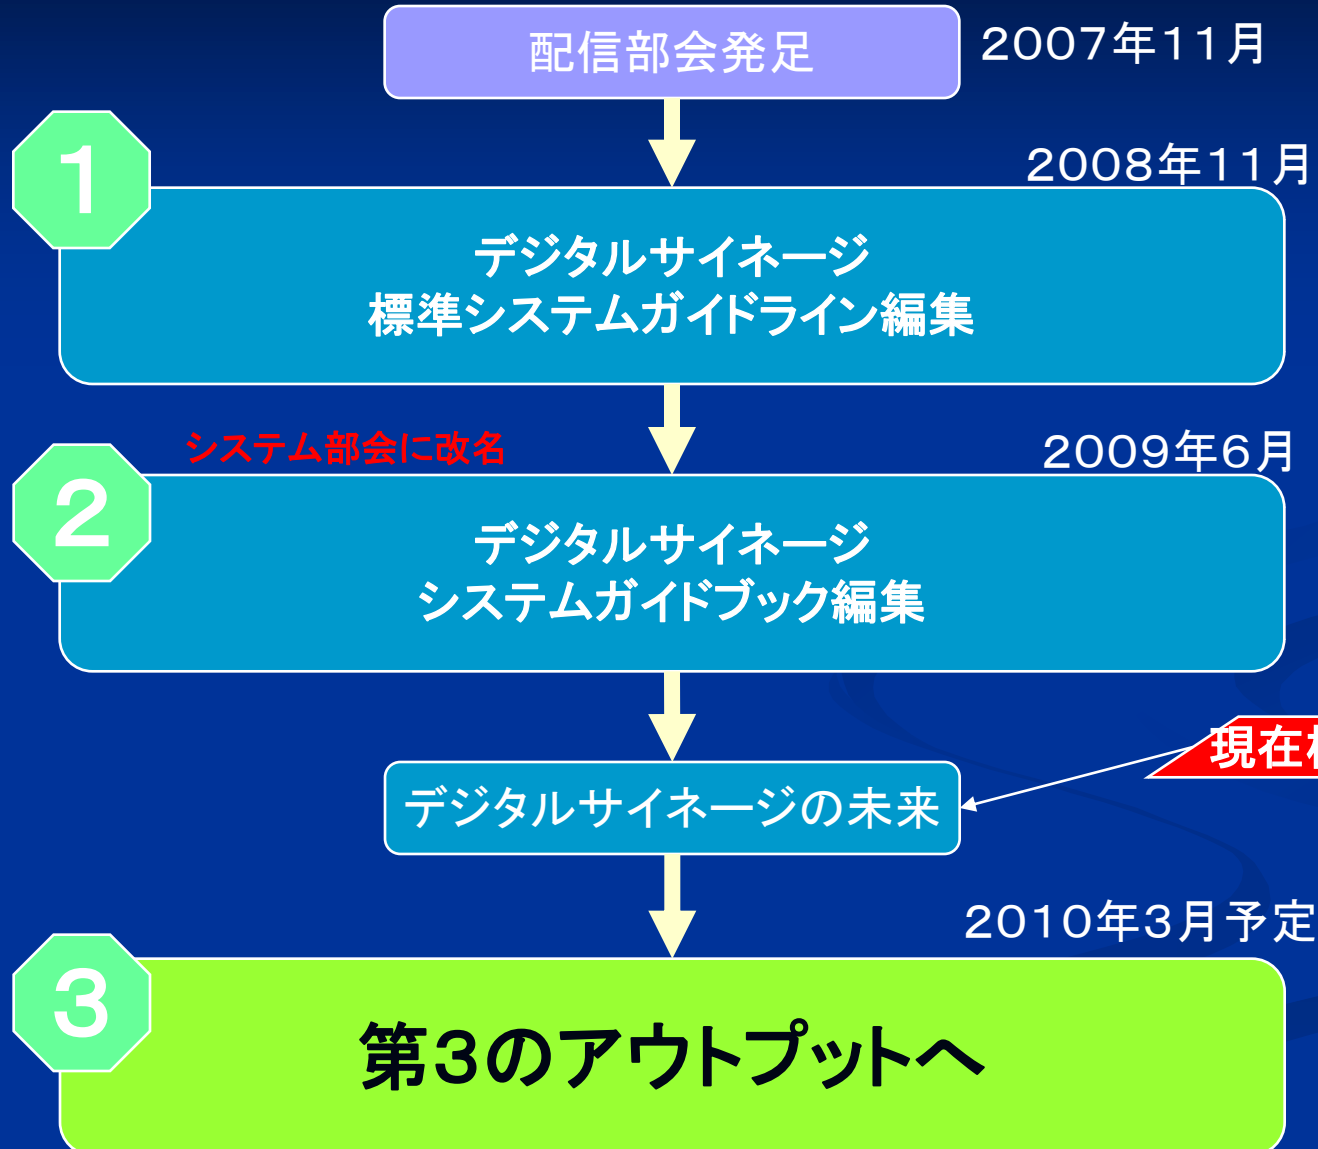 配信部会発足
2007年11月
1
2008年11月
デジタルサイネージ
標準システムガイドライン編集
システム部会に改名
2009年6月
2
デジタルサイネージ
システムガイドブック編集
現在
デジタルサイネージの未来
2010年3月予定
3
第3のアウトプットへ